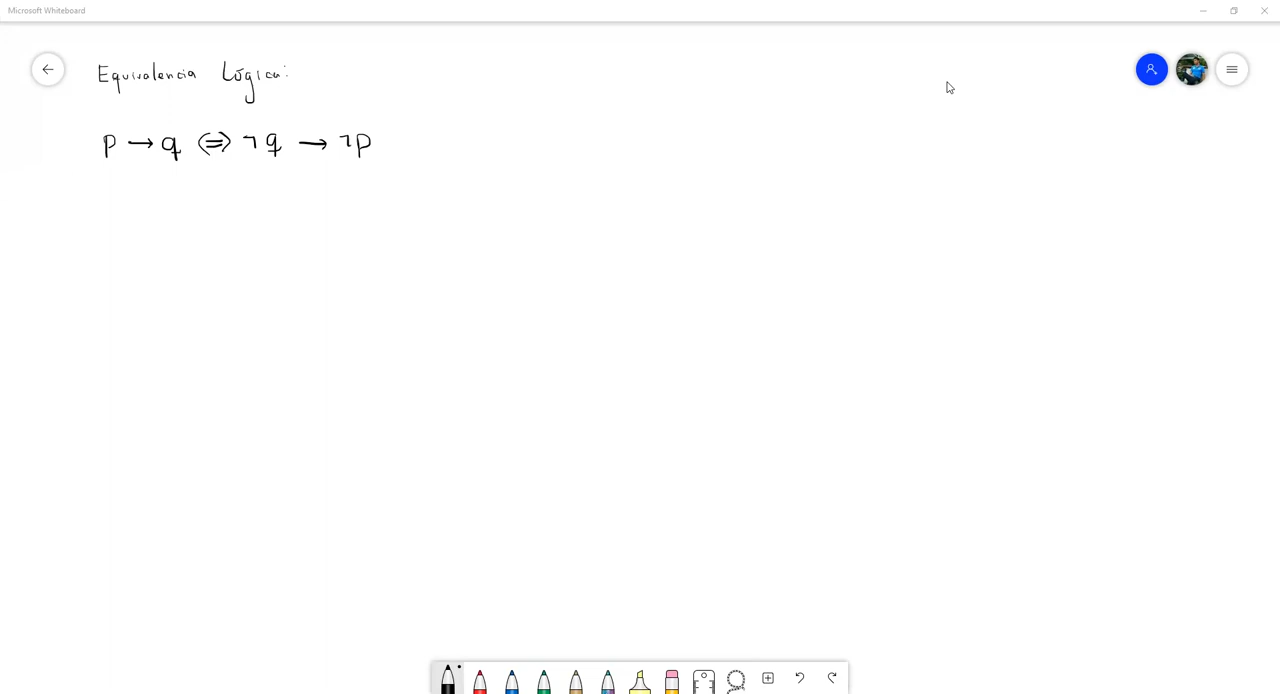 Microsoft Whiteboard
Equivalencia Lógica:
p → q ⟺ ¬q → ¬p